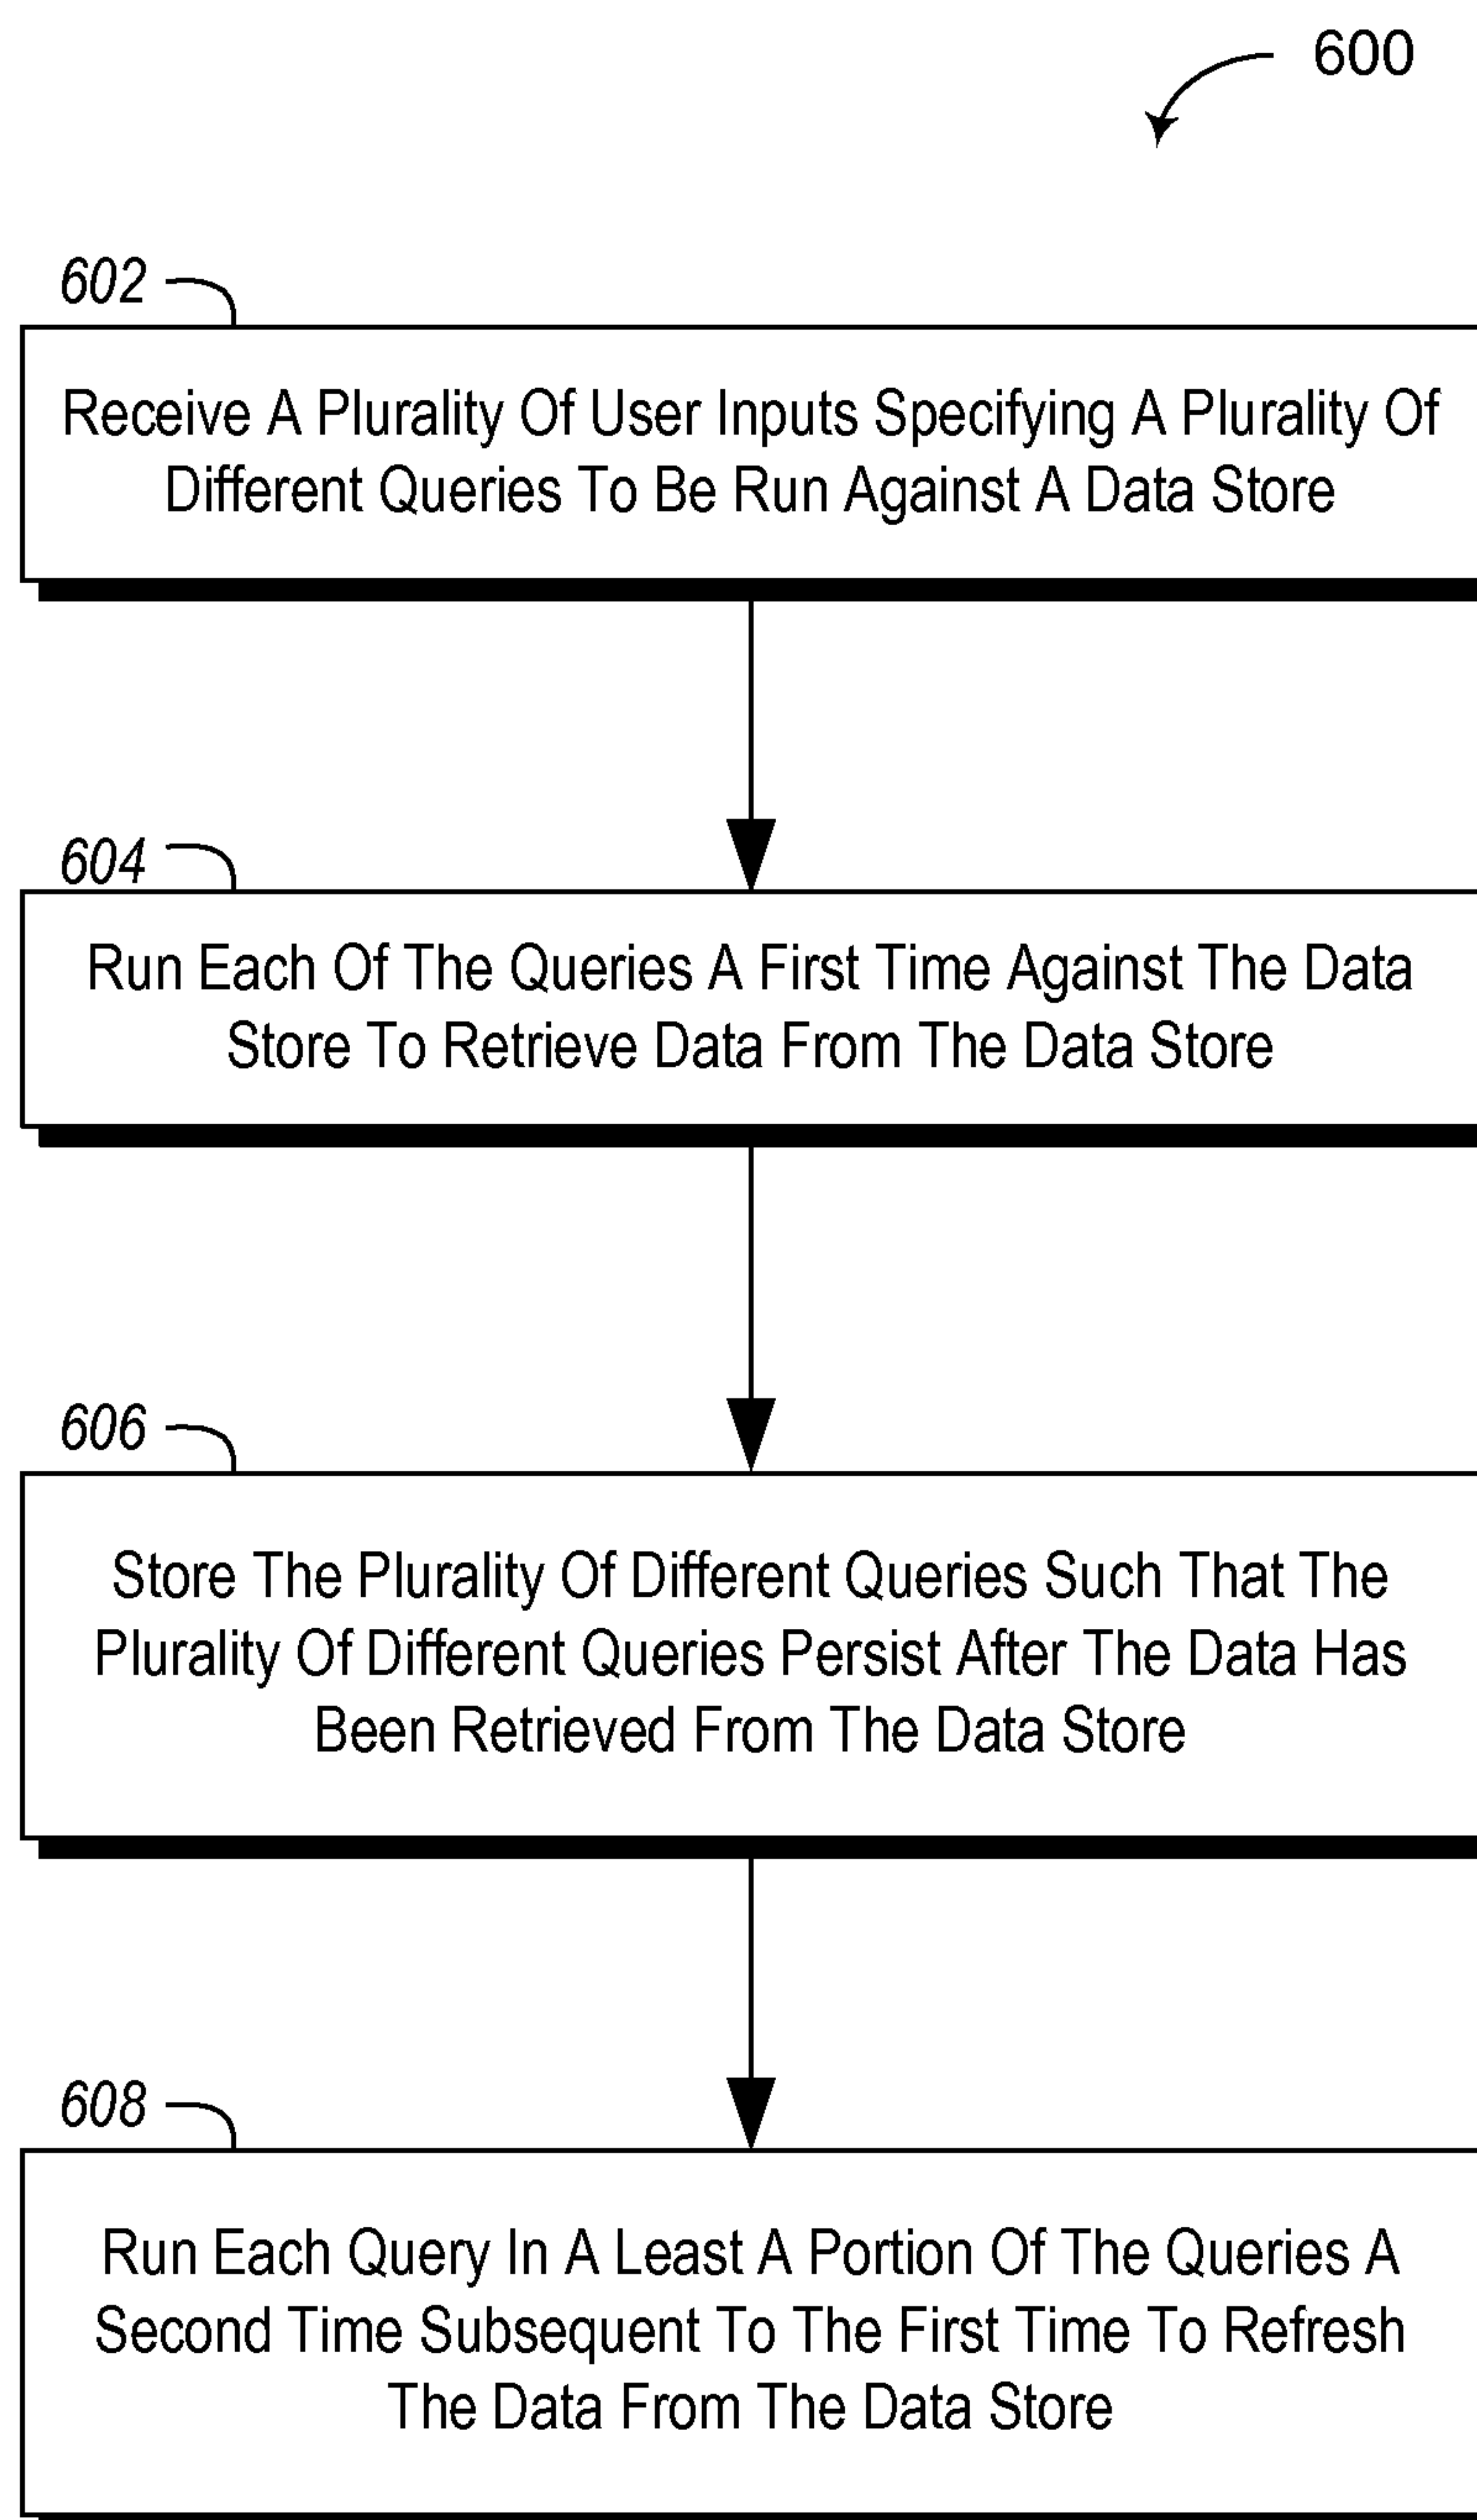 600
602
Receive A Plurality Of User Inputs Specifying A Plurality Of
Different Queries To Be Run Against A Data Store
604
Run Each Of The Queries A First Time Against The Data
Store To Retrieve Data From The Data Store
606
Store The Plurality Of Different Queries Such That The
Plurality Of Different Queries Persist After The Data Has
Been Retrieved From The Data Store
608
Run Each Query In A Least A Portion Of The Queries A
Second Time Subsequent To The First Time To Refresh
The Data From The Data Store